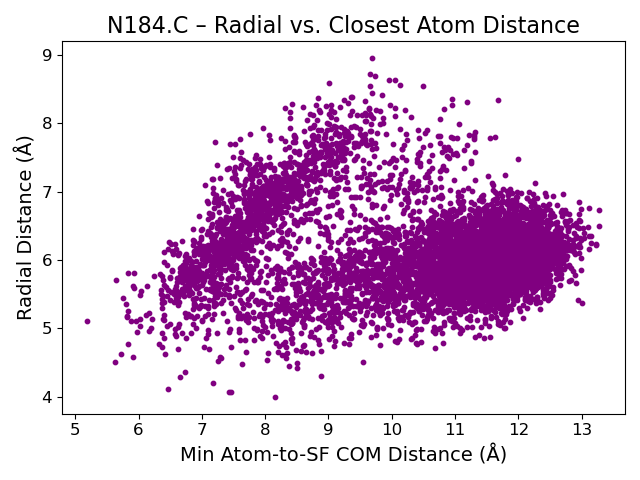 N184.C – Radial vs. Closest Atom Distance
9
8
7
6
5
4
Radial Distance (Å)
5 6 7 8 9 10 11 12 13
Min Atom-to-SF COM Distance (Å)